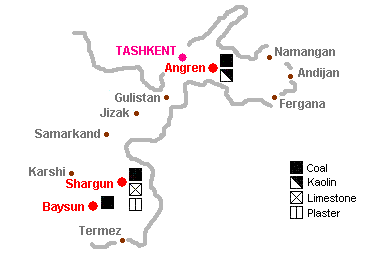 TASHKENT
Namangan
Angren
Andijan
Gulistan
Fergana
Jizak
Samarkand
Karshi
Coal
Shargun
Kaolin
Limestone
Baysun
Plaster
Termez